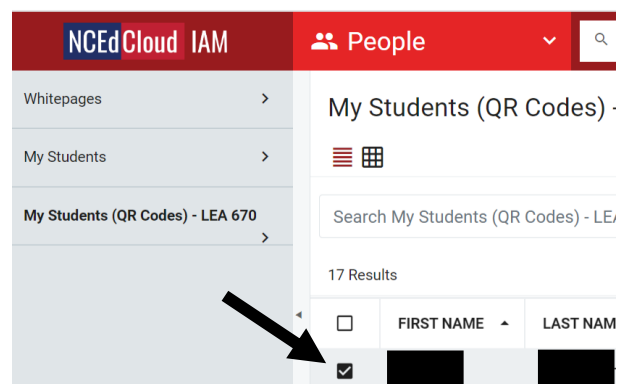 NCEdCloud IAM
People
Whitepages
My Students
My Students (QR Codes) - LEA 670
My Students (QR Codes) -
Search My Students (QR Codes) - LEA
17 Results
FIRST NAME
LAST NAM